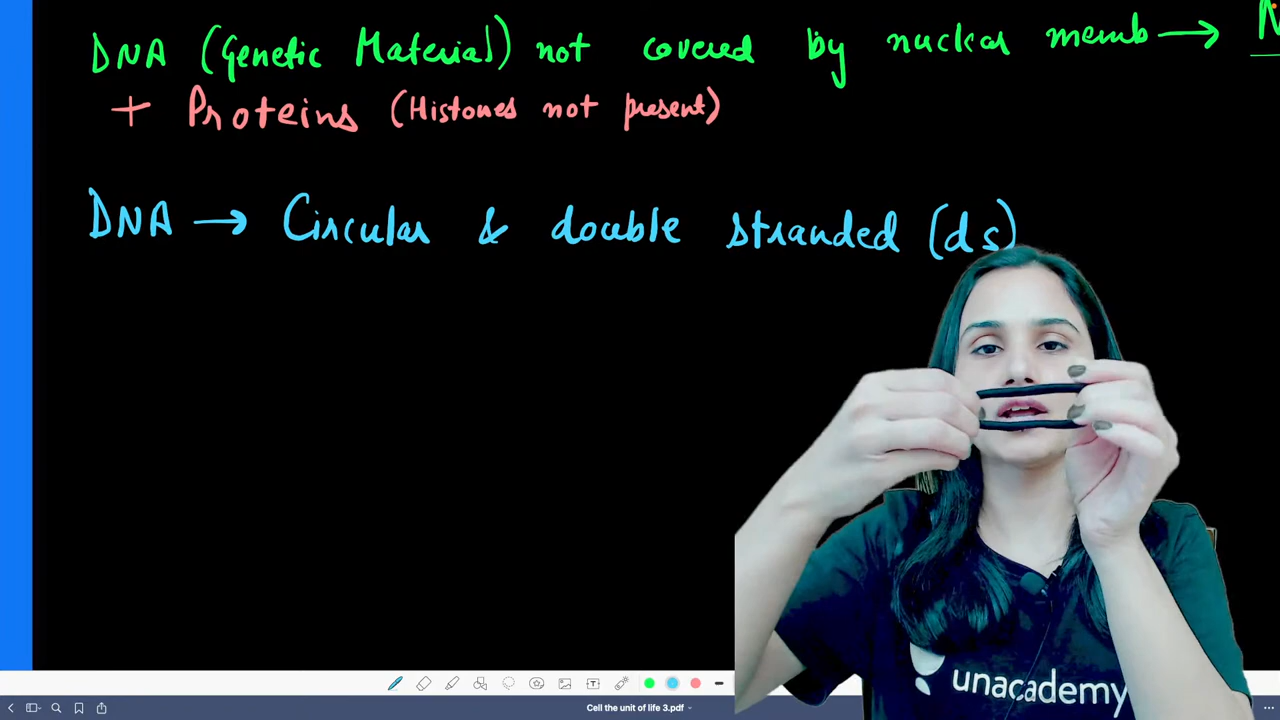 DNA (Genetic Material) not covered by nuclear memb →
+ Proteins (Histones not present)
DNA → Circular & double stranded (ds)
unacademy
Cell the unit of life 3.pdf